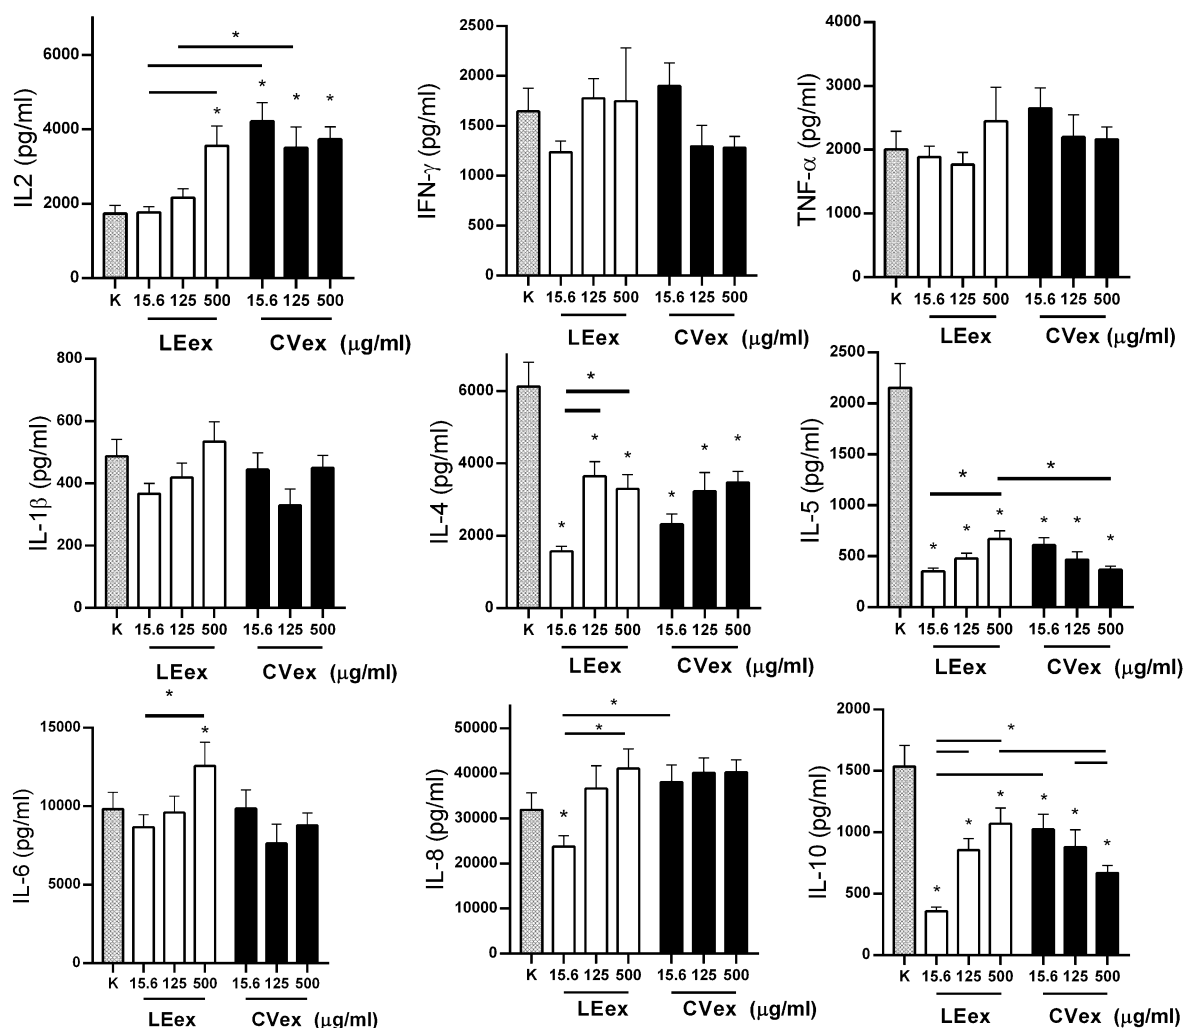 IL2 (pg/ml)
6000
4000
2000
0
*
* * * *
K 15.6 125 500 15.6 125 500
LEex CVex (μg/ml)
IFN-γ (pg/ml)
2500
2000
1500
1000
500
0
K 15.6 125 500 15.6 125 500
LEex CVex (μg/ml)
TNF-α (pg/ml)
4000
3000
2000
1000
0
K 15.6 125 500 15.6 125 500
LEex CVex (μg/ml)
IL-1β (pg/ml)
800
600
400
200
0
K 15.6 125 500 15.6 125 500
LEex CVex (μg/ml)
IL-4 (pg/ml)
6000
4000
2000
0
*
* * * * * *
K 15.6 125 500 15.6 125 500
LEex CVex (μg/ml)
IL-5 (pg/ml)
2500
2000
1500
1000
500
0
* *
* * * * * *
K 15.6 125 500 15.6 125 500
LEex CVex (μg/ml)
IL-6 (pg/ml)
15000
10000
5000
0
*
*
K 15.6 125 500 15.6 125 500
LEex CVex (μg/ml)
IL-8 (pg/ml)
50000
40000
30000
20000
10000
0
*
*
*
K 15.6 125 500 15.6 125 500
LEex CVex (μg/ml)
IL-10 (pg/ml)
2000
1500
1000
500
0
*
* * * * * *
K 15.6 125 500 15.6 125 500
LEex CVex (μg/ml)